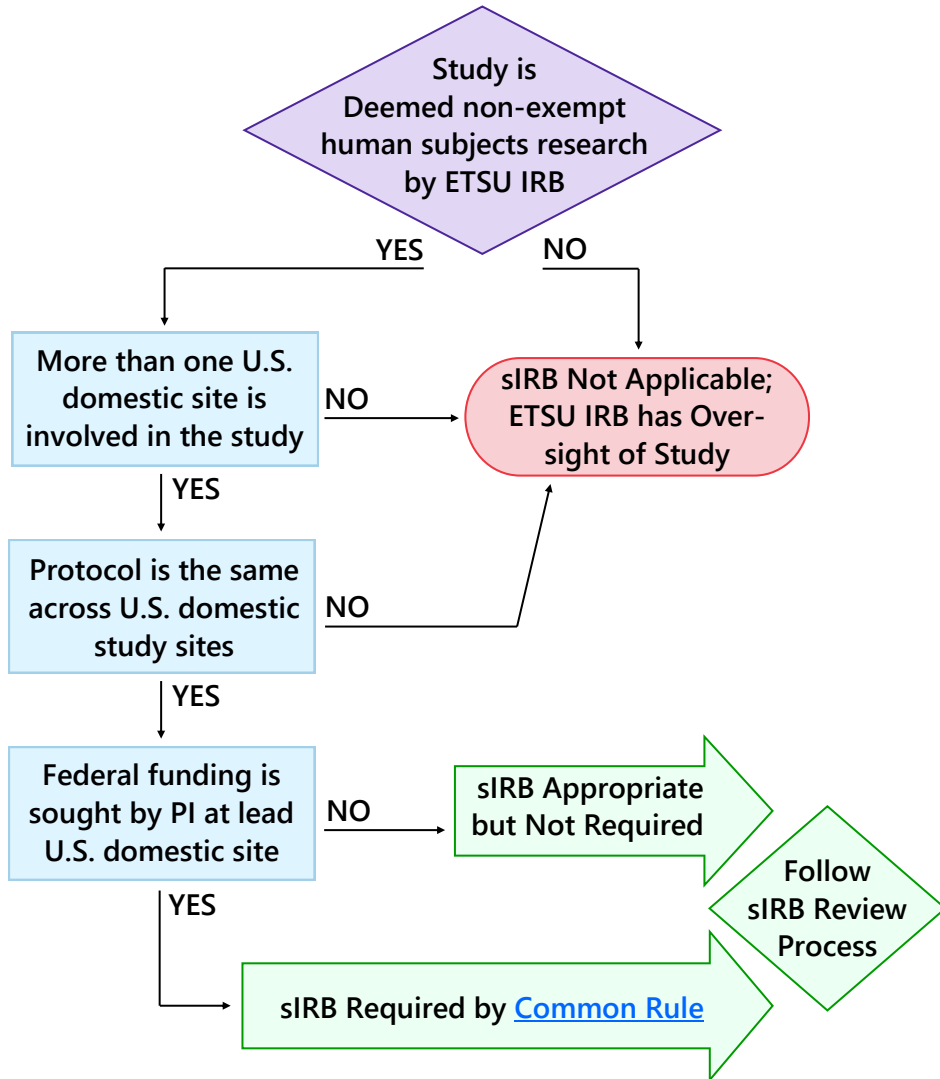 Study is
Deemed non-exempt
human subjects research
by ETSU IRB
YES
NO
More than one U.S.
domestic site is
involved in the study
NO
sIRB Not Applicable;
ETSU IRB has Over-
sight of Study
YES
Protocol is the same
across U.S. domestic
study sites
NO
YES
Federal funding is
sought by PI at lead
U.S. domestic site
NO
sIRB Appropriate
but Not Required
Follow
sIRB Review
Process
YES
sIRB Required by Common Rule